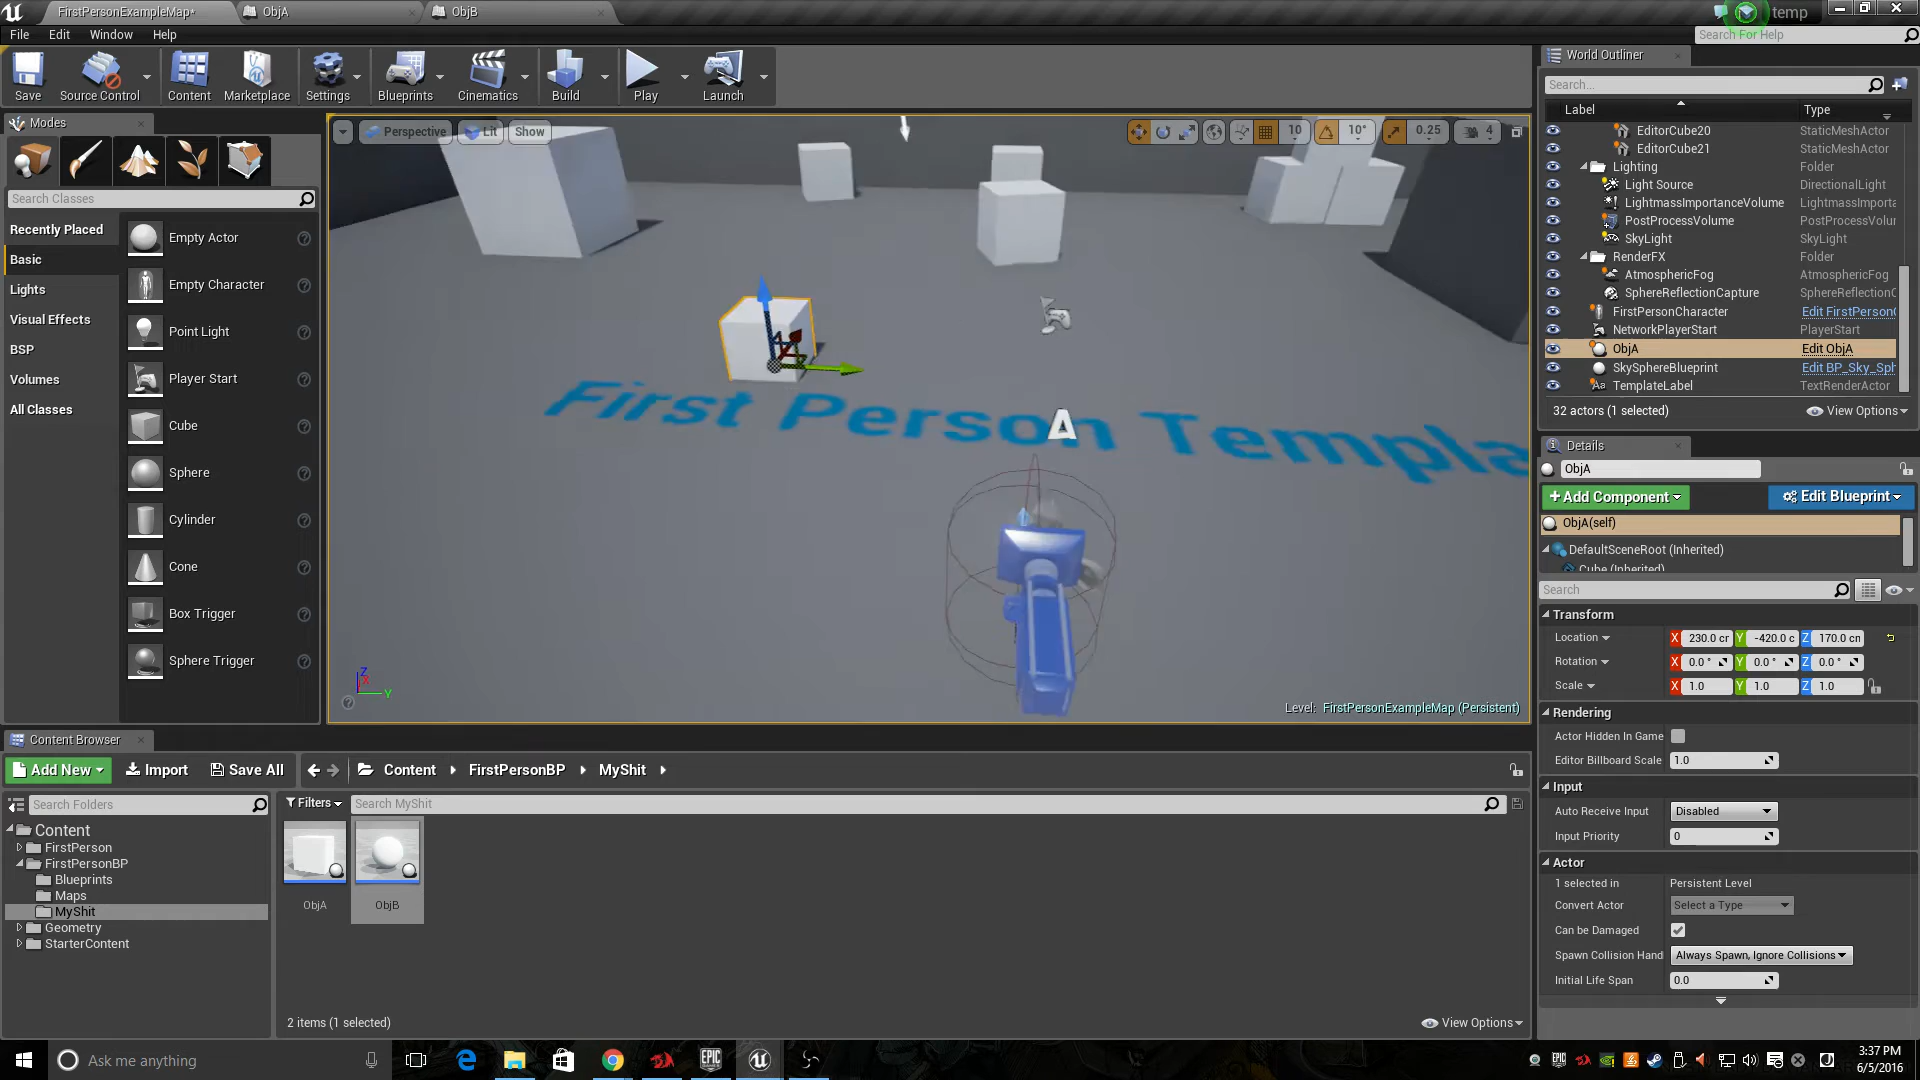 FirstPersonExampleMap*
ObjA
ObjB
temp
File
Edit
Window
Help
Search For Help
Save
Source Control
Content
Marketplace
Settings
Blueprints
Cinematics
Build
Play
Launch
Modes
Search Classes
Recently Placed
Basic
Lights
Visual Effects
BSP
Volumes
All Classes
Empty Actor
Empty Character
Point Light
Player Start
Cube
Sphere
Cylinder
Cone
Box Trigger
Sphere Trigger
Perspective
Lit
Show
10
10°
0.25
4
First Person Templa
A
Z
X
Y
Level: FirstPersonExampleMap (Persistent)
World Outliner
Search...
Label
Type
EditorCube20 StaticMeshActor
EditorCube21 StaticMeshActor
Lighting Folder
Light Source DirectionalLight
LightmassImportanceVolume LightmassImporta
PostProcessVolume PostProcessVolur
SkyLight SkyLight
RenderFX Folder
AtmosphericFog AtmosphericFog
SphereReflectionCapture SphereReflectionC
FirstPersonCharacter Edit FirstPersonC
NetworkPlayerStart PlayerStart
ObjA Edit ObjA
SkySphereBlueprint Edit BP_Sky_Sph
Aa TemplateLabel TextRenderActor
32 actors (1 selected)
View Options
Details
ObjA
+Add Component
Edit Blueprint
ObjA(self)
DefaultSceneRoot (Inherited)
Cube (Inherited)
Search
Transform
Location X 230.0 cr Y -420.0 c Z 170.0 cn
Rotation X 0.0 ° Y 0.0 ° Z 0.0 °
Scale X 1.0 Y 1.0 Z 1.0
Rendering
Actor Hidden In Game
Editor Billboard Scale 1.0
Input
Auto Receive Input Disabled
Input Priority 0
Actor
1 selected in Persistent Level
Convert Actor Select a Type
Can be Damaged
Spawn Collision Hand Always Spawn, Ignore Collisions
Initial Life Span 0.0
Content Browser
Add New
Import
Save All
Content
FirstPersonBP
MyShit
Search Folders
Filters
Search MyShit
Content
FirstPerson
FirstPersonBP
Blueprints
Maps
MyShit
Geometry
StarterContent
ObjA
ObjB
2 items (1 selected)
View Options
Ask me anything
EPIC
EPIC
3:37 PM
6/5/2016